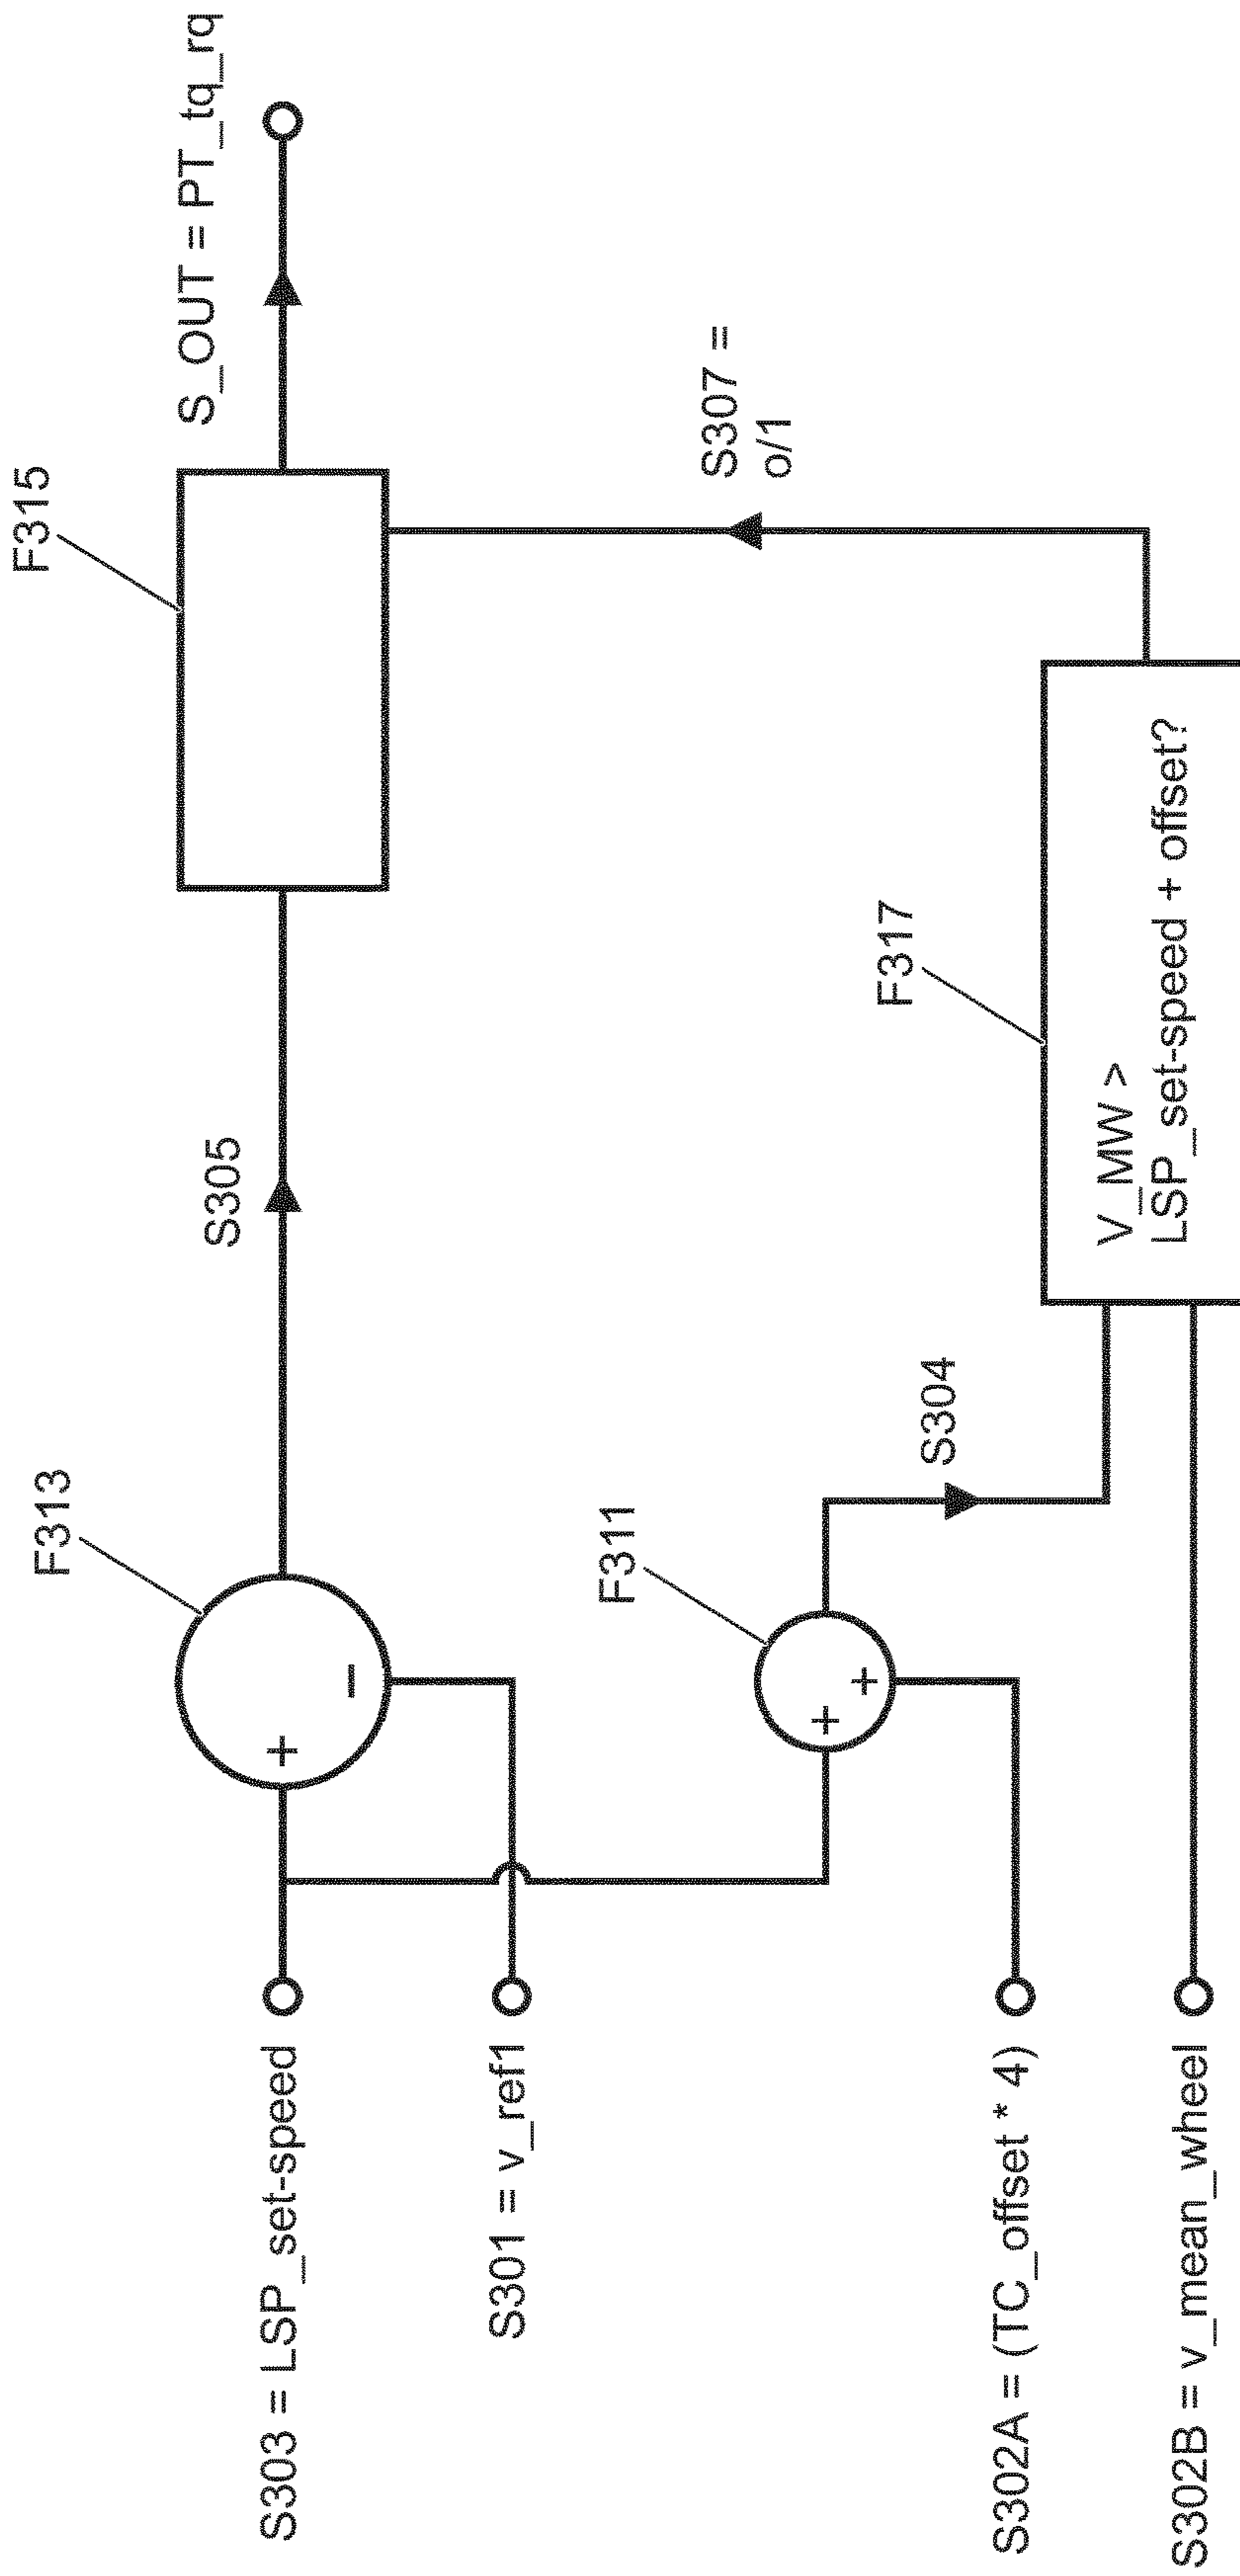 F313
F315
S305
S_OUT = PT_tq_rq
+
−
S303 = LSP_set-speed
S301 = v_ref1
F311
+
+
S304
F317
V_MW >
LSP_set-speed + offset?
S307 =
o/1
S302A = (TC_offset * 4)
S302B = v_mean_wheel